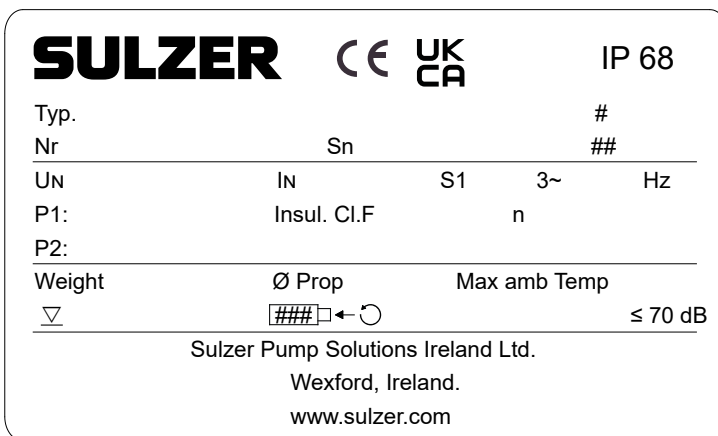 SULZER CE UK CA IP 68
Typ. #
Nr Sn ##
UN IN S1 3~ Hz
P1: Insul. Cl.F n
P2:
Weight Ø Prop Max amb Temp
### ≤ 70 dB
Sulzer Pump Solutions Ireland Ltd.
Wexford, Ireland.
www.sulzer.com